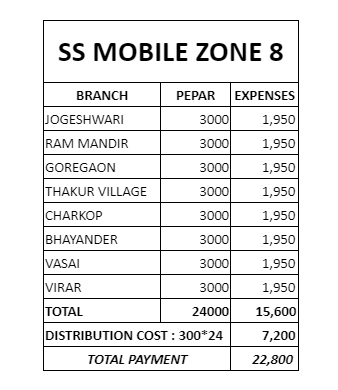 SS MOBILE ZONE 8
BRANCH PEPAR EXPENSES
JOGESHWARI 3000 1,950
RAM MANDIR 3000 1,950
GOREGAON 3000 1,950
THAKUR VILLAGE 3000 1,950
CHARKOP 3000 1,950
BHAYANDER 3000 1,950
VASAI 3000 1,950
VIRAR 3000 1,950
TOTAL 24000 15,600
DISTRIBUTION COST : 300*24 7,200
TOTAL PAYMENT 22,800